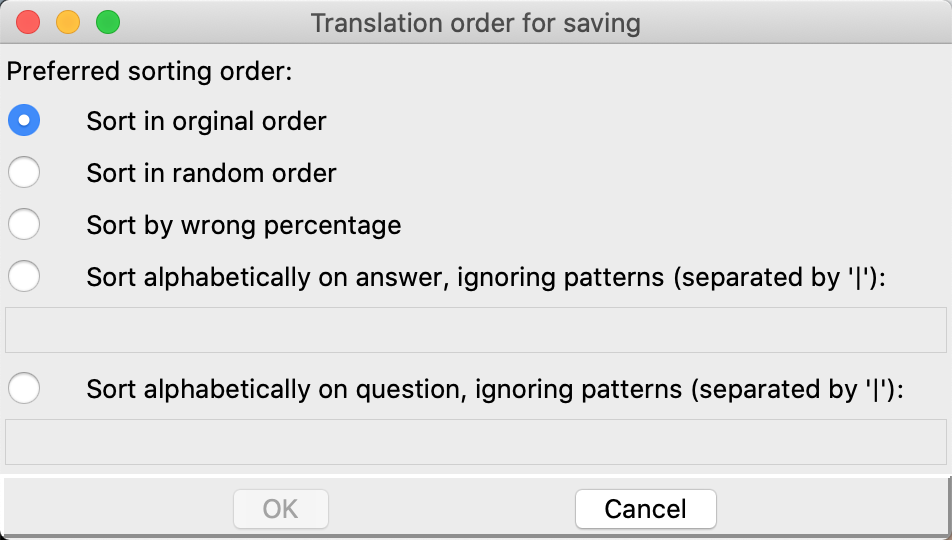 Translation order for saving
Preferred sorting order:
Sort in orginal order
Sort in random order
Sort by wrong percentage
Sort alphabetically on answer, ignoring patterns (separated by '|'):
Sort alphabetically on question, ignoring patterns (separated by '|'):
OK Cancel